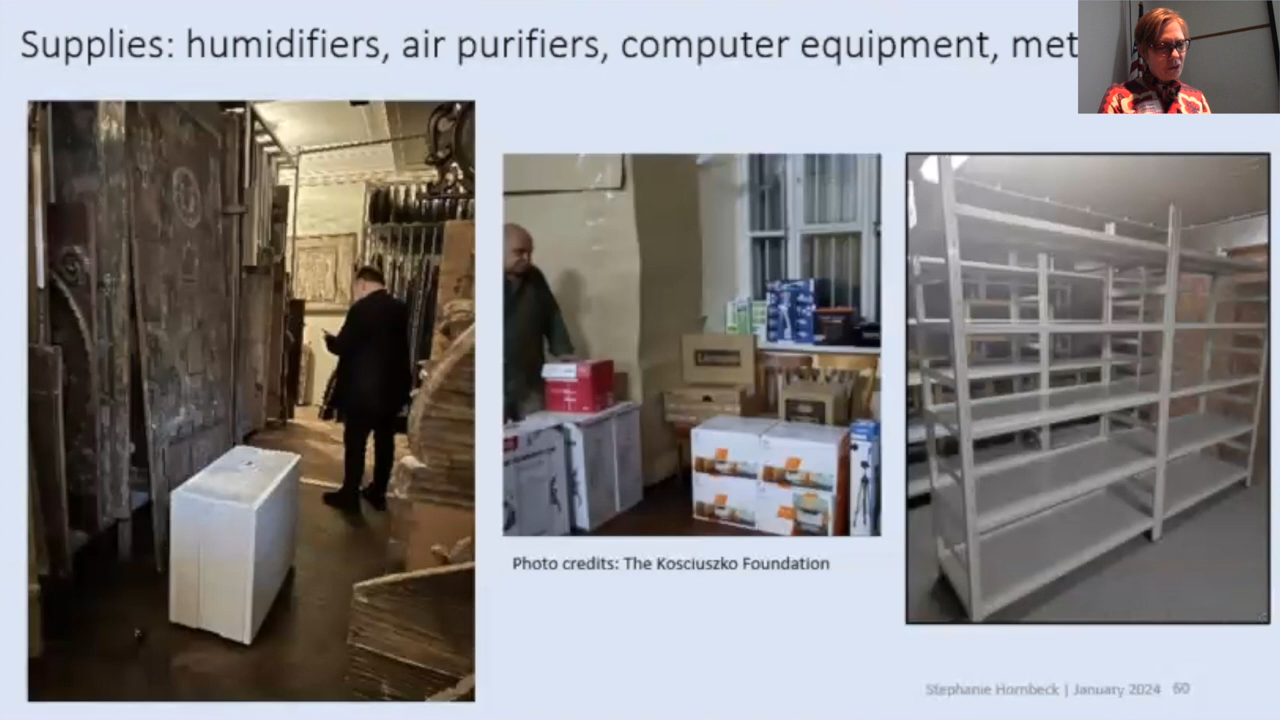 Supplies: humidifiers, air purifiers, computer equipment, met
Photo credits: The Kosciuszko Foundation
Stephanie Hornbeck | January 2024 60